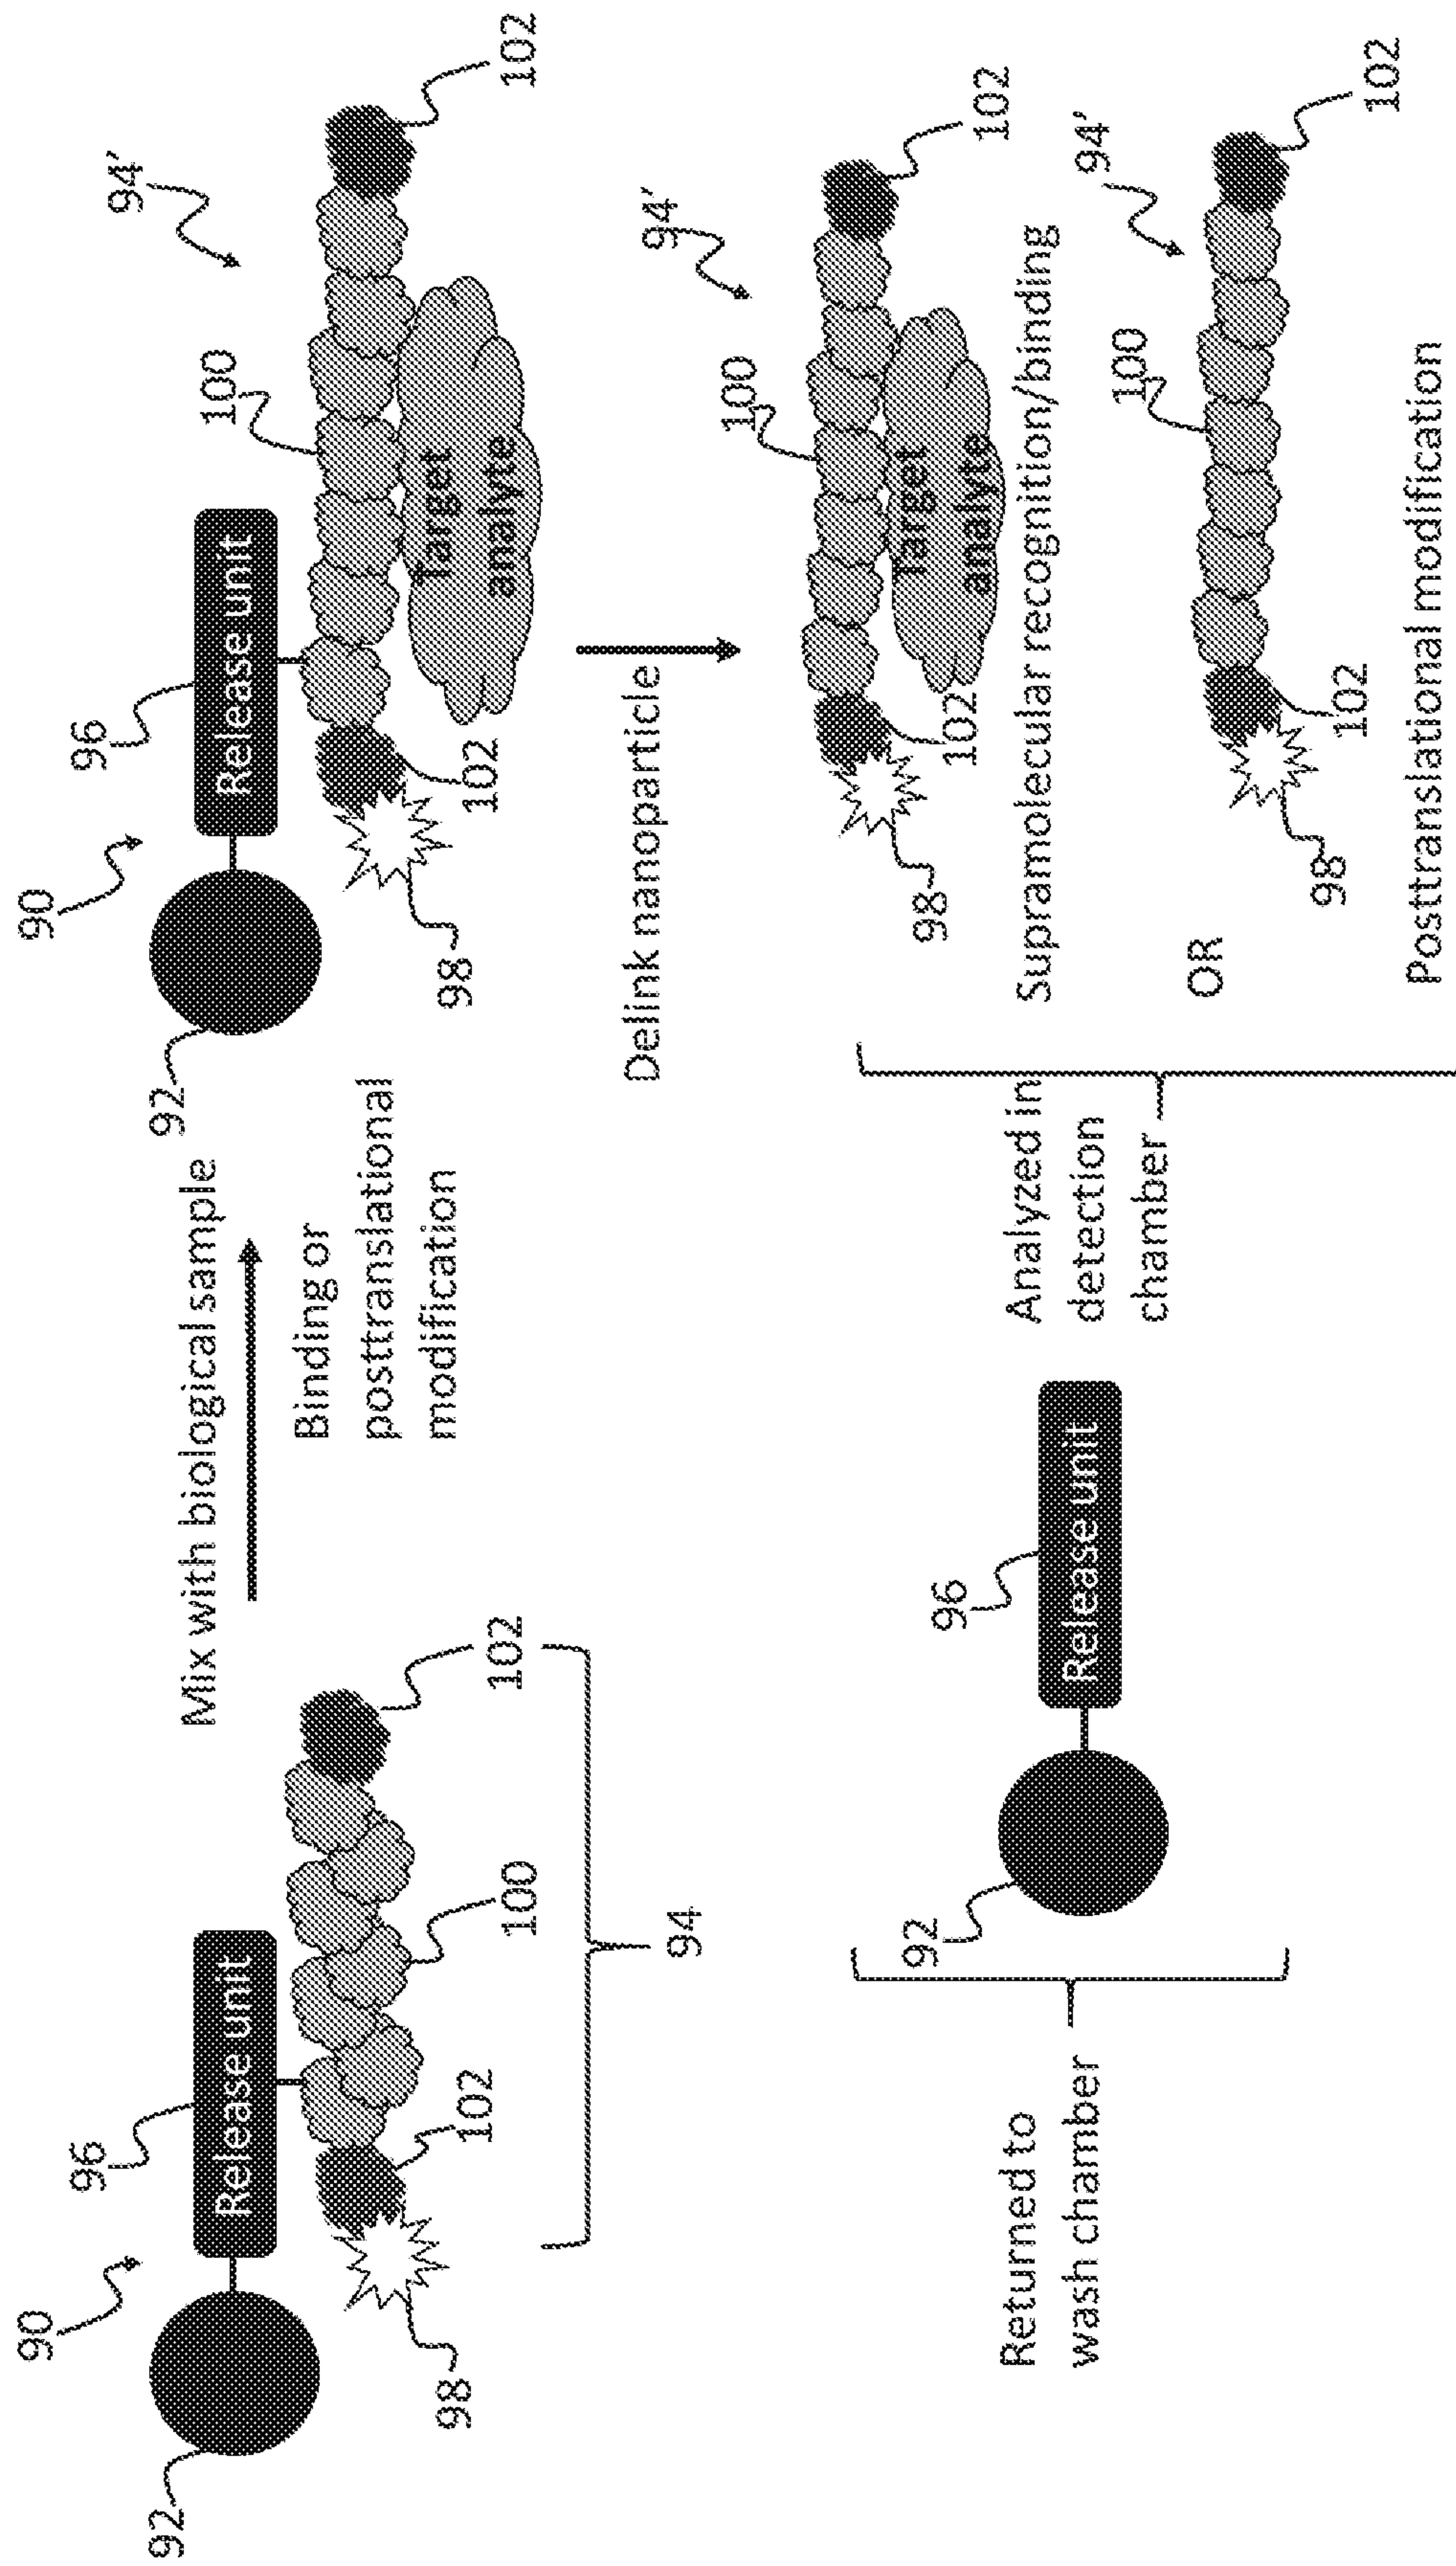 90
92
96
Release unit
98
102
100
102
94
Mix with biological sample
Binding or
posttranslational
modification
90
92
96
Release unit
98
102
100
94'
102
Target
analyte
Delink nanoparticle
Returned to
wash chamber
92
96
Release unit
Analyzed in
detection
chamber
98
102
100
94'
102
Target
analyte
Supramolecular recognition/binding
OR
98
102
100
94'
102
Posttranslational modification